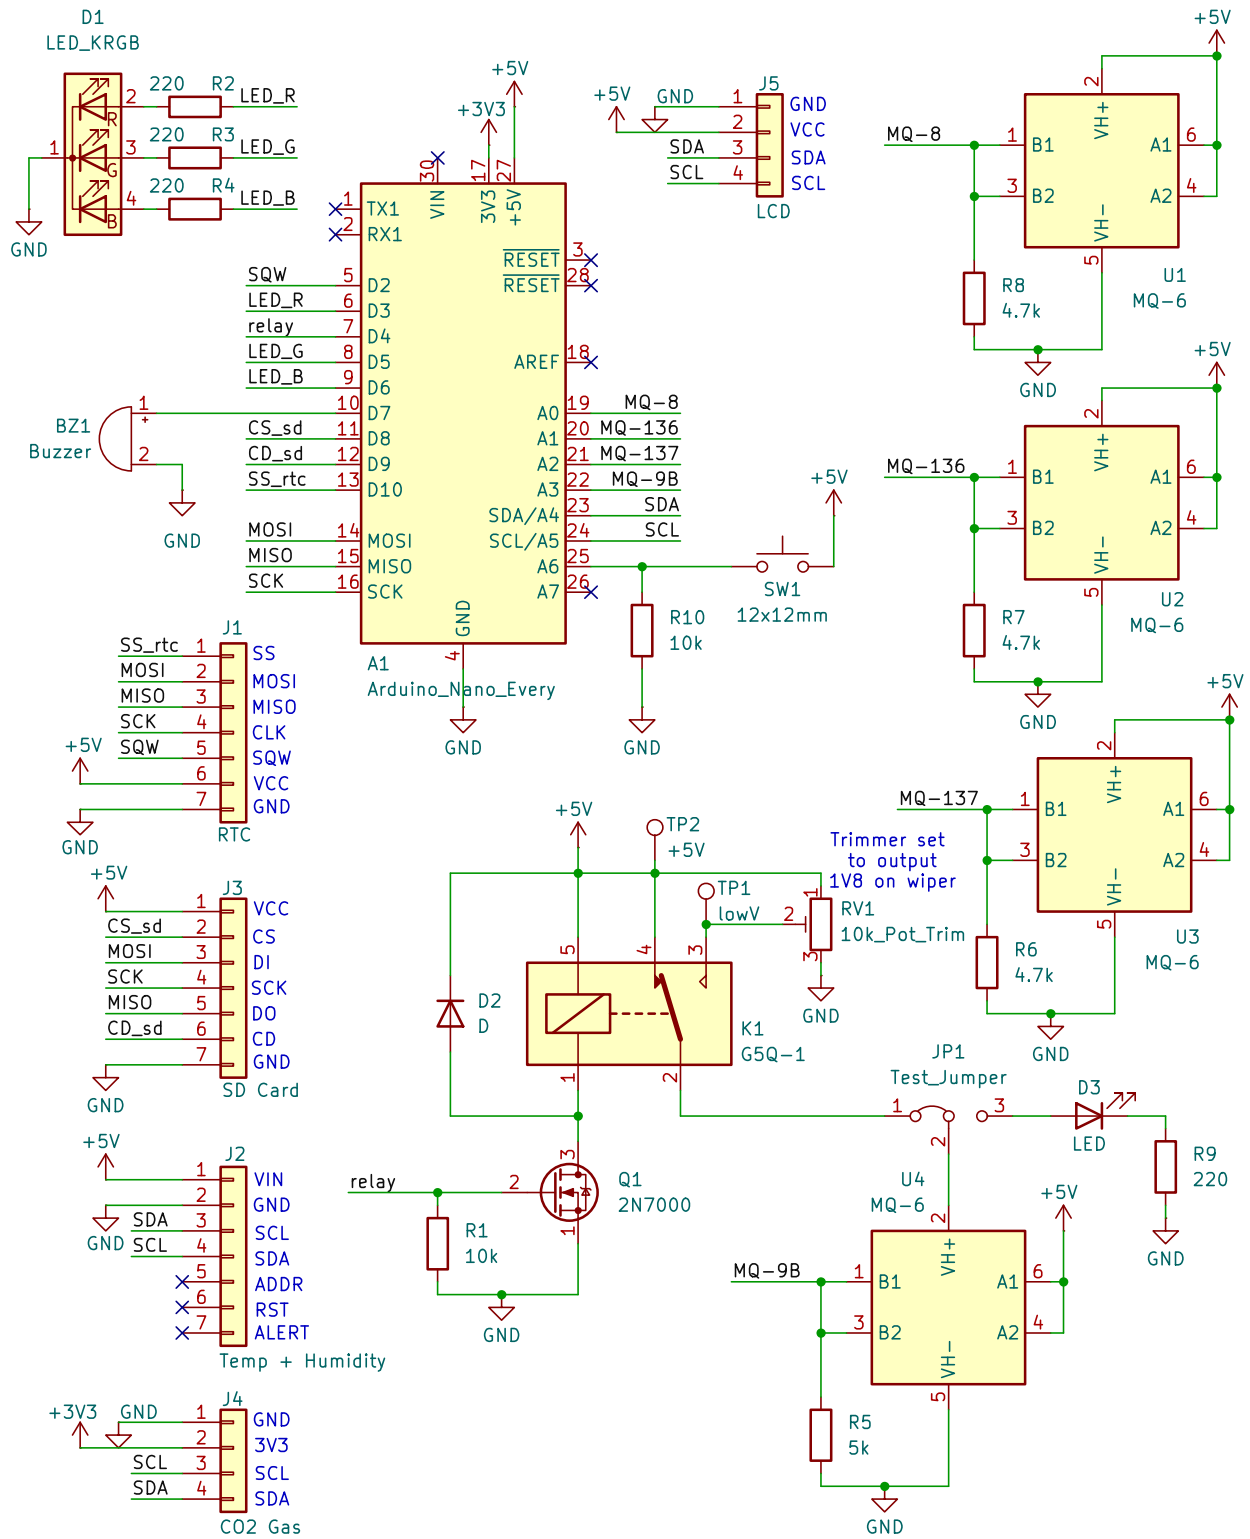 D1
LED_KRGB
1
2
R
3
G
4
B
220 R2 LED_R
220 R3 LED_G
220 R4 LED_B
GND
+5V
+3V3
30 17 27
VIN 3V3 +5V
1 TX1
2 RX1
SQW 5 D2
LED_R 6 D3
relay 7 D4
LED_G 8 D5
LED_B 9 D6
10 D7
CS_sd 11 D8
CD_sd 12 D9
SS_rtc 13 D10
MOSI 14 MOSI
MISO 15 MISO
SCK 16 SCK
RESET 3
RESET 28
AREF 18
A0 19 MQ-8
A1 20 MQ-136
A2 21 MQ-137
A3 22 MQ-9B
SDA/A4 23 SDA
SCL/A5 24 SCL
A6 25
A7 26
GND
4
A1
Arduino_Nano_Every
GND
BZ1
Buzzer
1
+
2
GND
+5V
SW1
12x12mm
R10
10k
GND
J5
+5V
GND 1 GND
2 VCC
SDA 3 SDA
SCL 4 SCL
LCD
+5V
2
VH+
MQ-8 1 B1 A1 6
3 B2 A2 4
VH-
5
U1
MQ-6
R8
4.7k
GND
+5V
2
VH+
MQ-136 1 B1 A1 6
3 B2 A2 4
VH-
5
U2
MQ-6
R7
4.7k
GND
+5V
2
VH+
MQ-137 1 B1 A1 6
3 B2 A2 4
VH-
5
U3
MQ-6
R6
4.7k
GND
J1
SS_rtc 1 SS
MOSI 2 MOSI
MISO 3 MISO
SCK 4 CLK
SQW 5 SQW
+5V
6 VCC
7 GND
GND
RTC
J3
+5V
1 VCC
CS_sd 2 CS
MOSI 3 DI
SCK 4 SCK
MISO 5 DO
CD_sd 6 CD
7 GND
GND
SD Card
J2
+5V
1 VIN
2 GND
GND
SDA 3 SCL
SCL 4 SDA
5 ADDR
6 RST
7 ALERT
Temp + Humidity
J4
+3V3
GND 1 GND
2 3V3
SCL 3 SCL
SDA 4 SDA
CO2 Gas
+5V
TP2
+5V
TP1
lowV
Trimmer set
to output
1V8 on wiper
1
2
3
RV1
10k_Pot_Trim
GND
5 4 3
D2
D
K1
G5Q-1
1 2
relay
2
3
1
Q1
2N7000
R1
10k
GND
JP1
Test_Jumper
1 3
2
D3
LED
R9
220
GND
U4
MQ-6
+5V
2
VH+
MQ-9B 1 B1 A1 6
3 B2 A2 4
VH-
5
R5
5k
GND